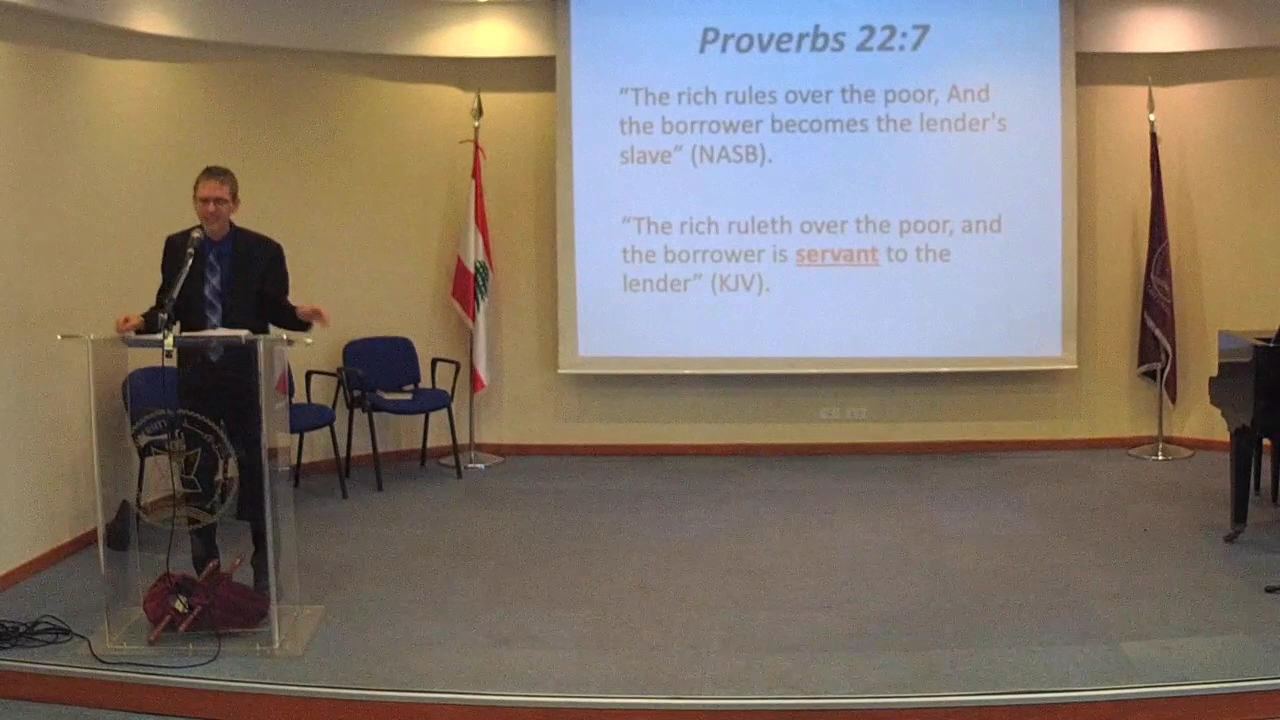 Proverbs 22:7
“The rich rules over the poor, And
the borrower becomes the lender's
slave” (NASB).
“The rich ruleth over the poor, and
the borrower is servant to the
lender” (KJV).